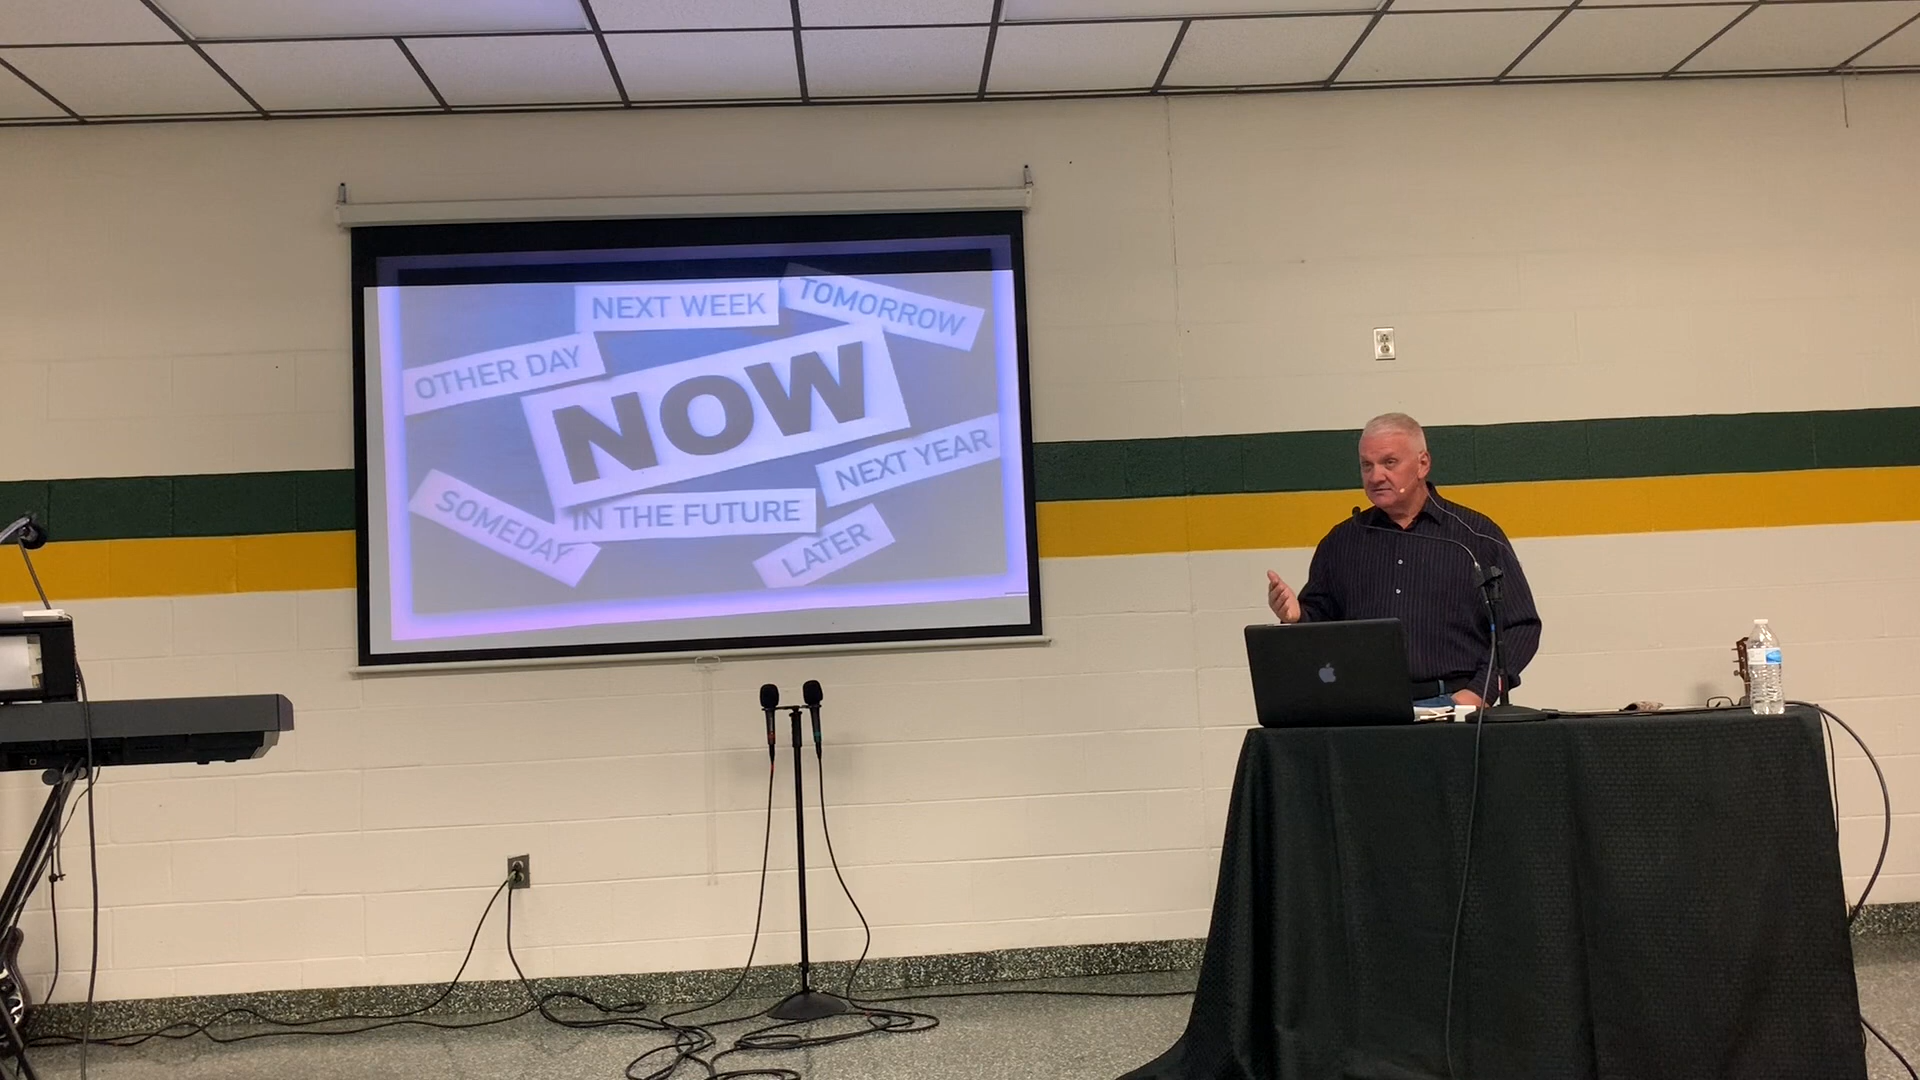 NEXT WEEK
TOMORROW
OTHER DAY
NOW
NEXT YEAR
SOMEDAY
IN THE FUTURE
LATER